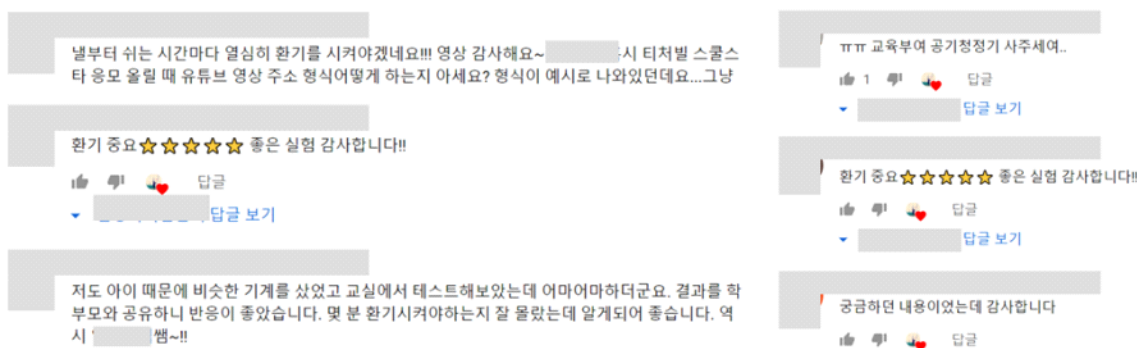 낼부터 쉬는 시간마다 열심히 환기를 시켜야겠네요!!! 영상 감사해요~ 시 티처빌 스쿨스
타 응모 올릴 때 유튜브 영상 주소 형식어떻게 하는지 아세요? 형식이 예시로 나와있던데요...그냥
환기 중요⭐⭐⭐⭐⭐ 좋은 실험 감사합니다!!
답글
답글 보기
저도 아이 때문에 비슷한 기계를 샀었고 교실에서 테스트해보았는데 어마어마하더군요. 결과를 학
부모와 공유하니 반응이 좋았습니다. 몇 분 환기시켜야하는지 잘 몰랐는데 알게되어 좋습니다. 역
시 쌤~!!
ㅠㅠ 교육부여 공기청정기 사주세여..
1 답글
답글 보기
환기 중요⭐⭐⭐⭐⭐ 좋은 실험 감사합니다!!
답글
답글 보기
궁금하던 내용이었는데 감사합니다
답글